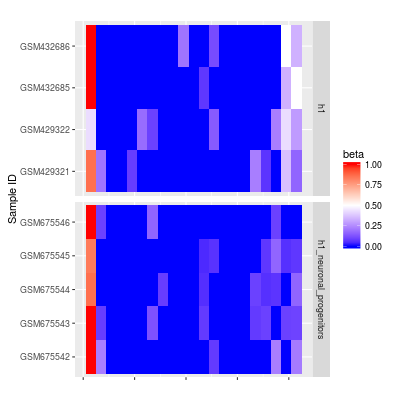 Sample ID
GSM432686
GSM432685
GSM429322
GSM429321
h1
GSM675546
GSM675545
GSM675544
GSM675543
GSM675542
h1_neuronal_progenitors
beta
1.00
0.75
0.50
0.25
0.00